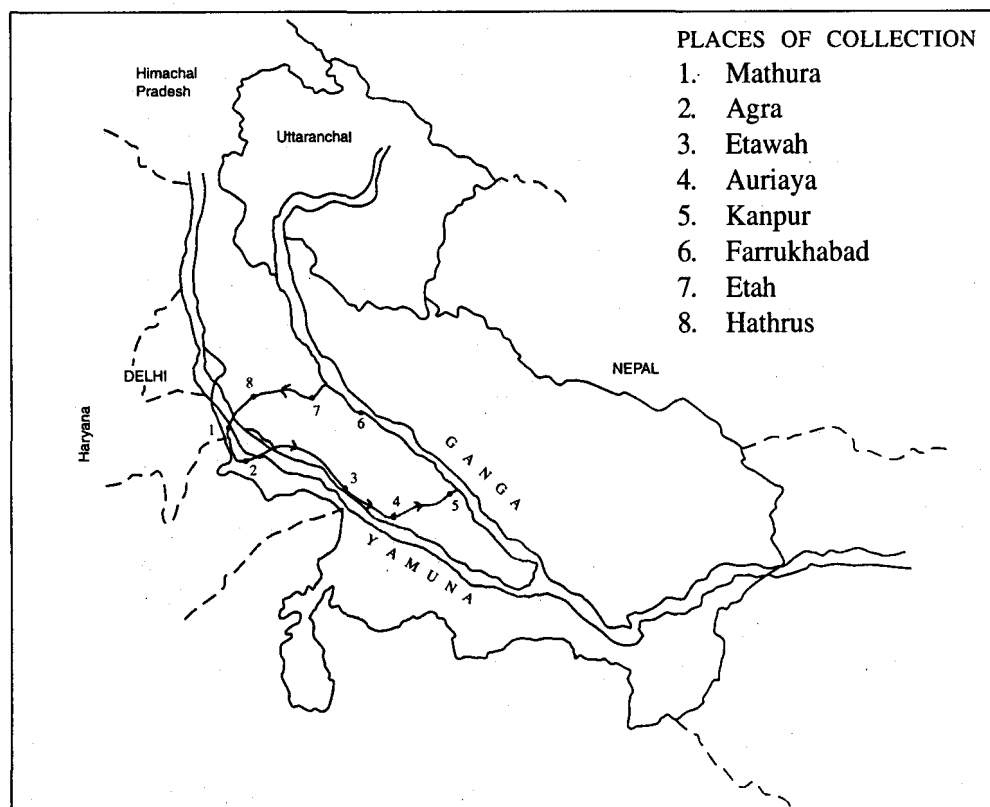 PLACES OF COLLECTION
1. Mathura
2. Agra
3. Etawah
4. Auriaya
5. Kanpur
6. Farrukhabad
7. Etah
8. Hathrus
Himachal
Pradesh
Uttaranchal
DELHI
NEPAL
Haryana
8
7
6
1
2
3
4
5
GANGA
YAMUNA